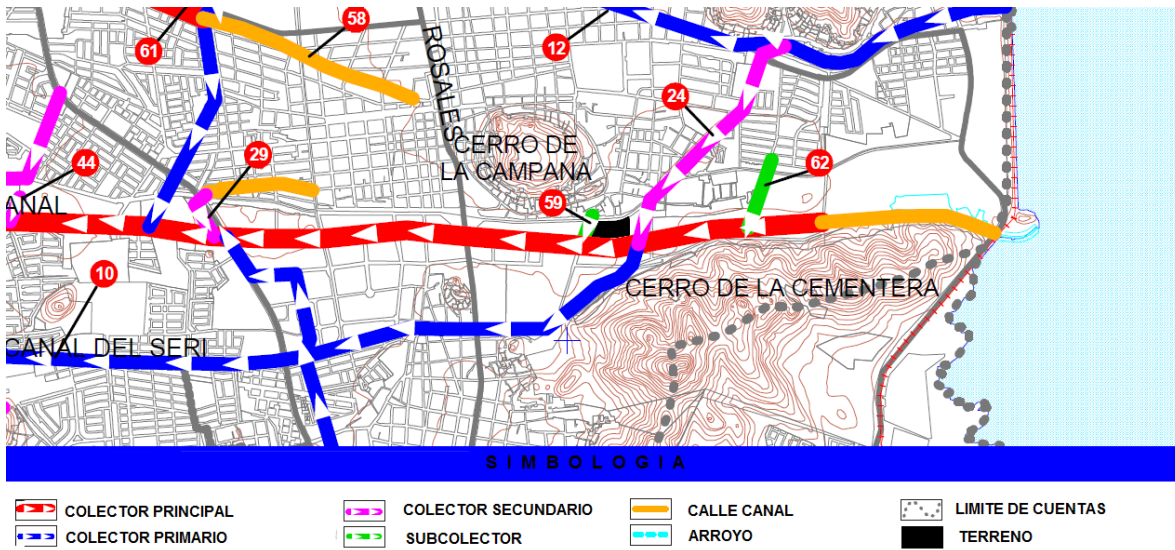 61
58
12
ROSALES
24
CERRO DE
LA CAMPANA
44
29
62
59
ANAL
10
CERRO DE LA CEMENTERA
CANAL DEL SERI
SIMBOLOGIA
COLECTOR PRINCIPAL
COLECTOR SECUNDARIO
CALLE CANAL
LIMITE DE CUENTAS
COLECTOR PRIMARIO
SUBCOLECTOR
ARROYO
TERRENO